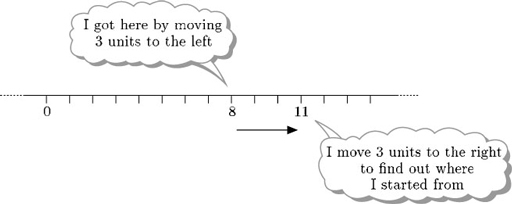 I got here by moving
3 units to the left
0 8 11
I move 3 units to the right
to find out where
I started from